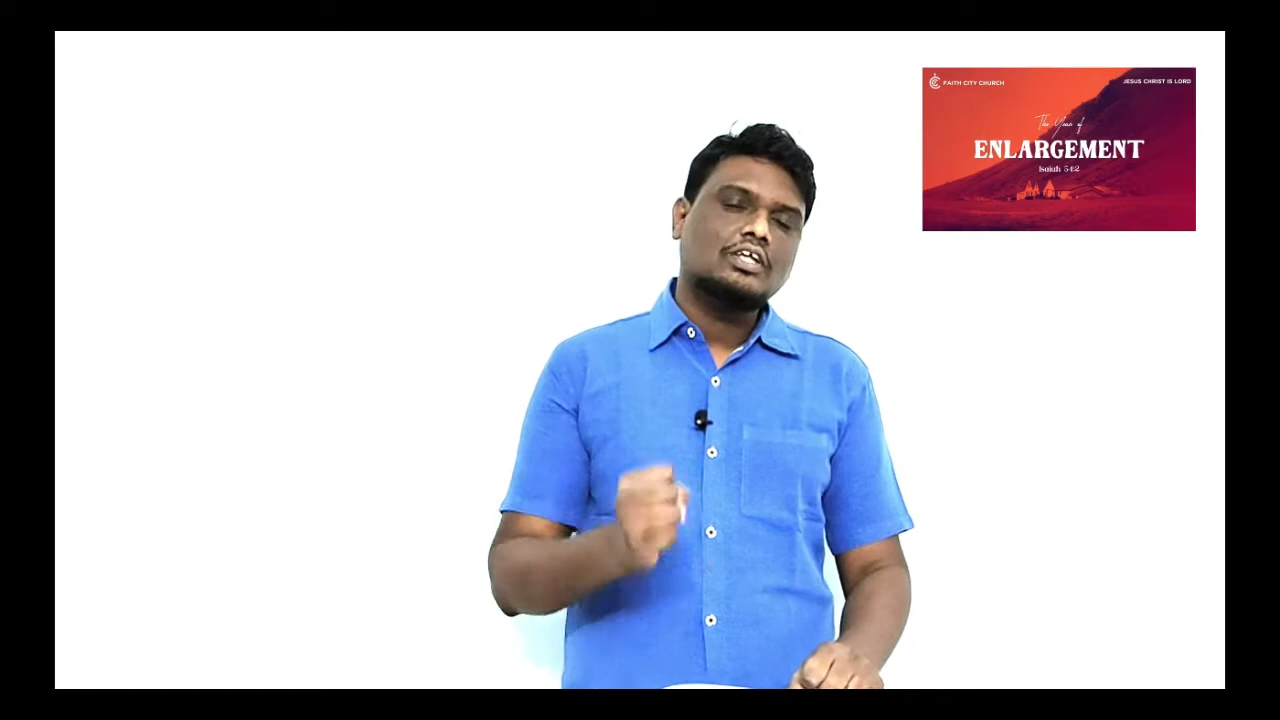 FAITH CITY CHURCH
JESUS CHRIST IS LORD
The Year of
ENLARGEMENT
Isaiah 54:2